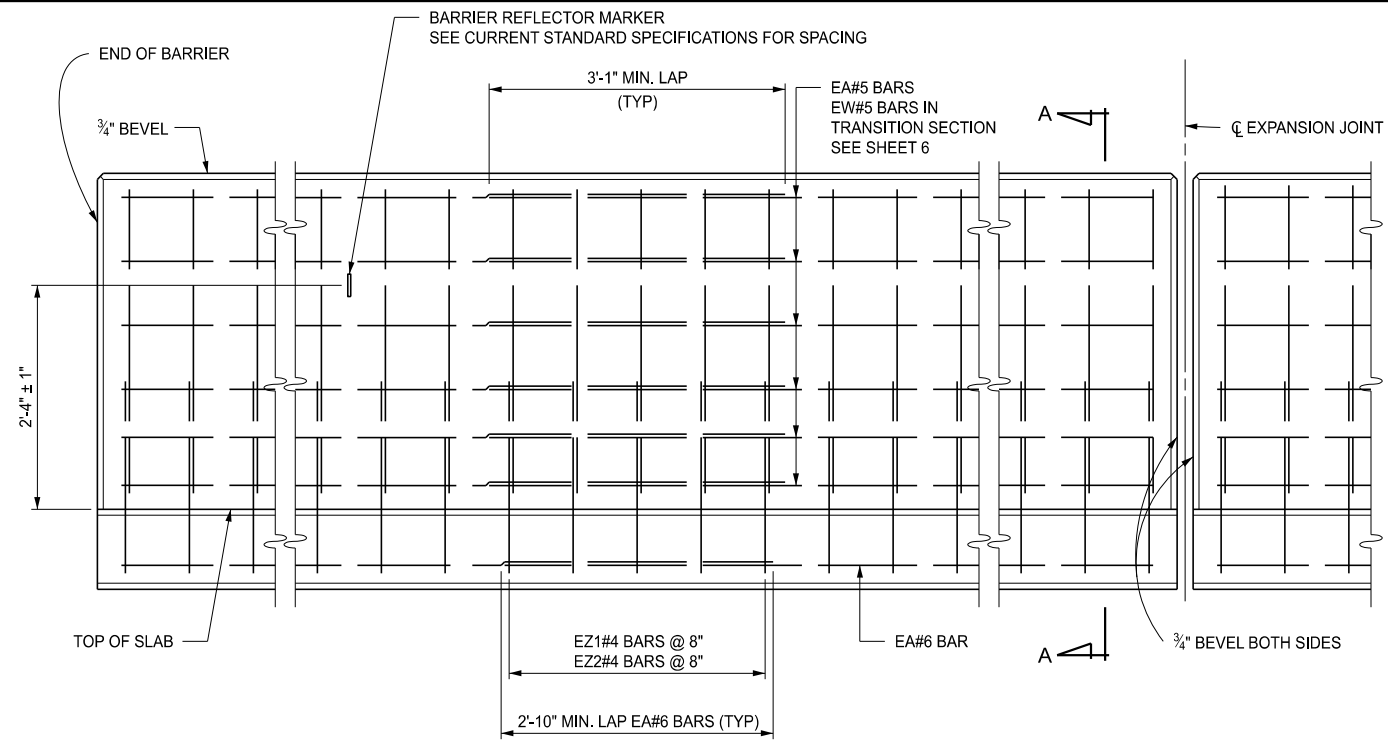 BARRIER REFLECTOR MARKER
SEE CURRENT STANDARD SPECIFICATIONS FOR SPACING
END OF BARRIER
3'-1" MIN. LAP
(TYP)
EA#5 BARS
EW#5 BARS IN
TRANSITION SECTION
SEE SHEET 6
A
℄ EXPANSION JOINT
¾" BEVEL
2'-4" ± 1"
TOP OF SLAB
EZ1#4 BARS @ 8"
EZ2#4 BARS @ 8"
EA#6 BAR
A
¾" BEVEL BOTH SIDES
2'-10" MIN. LAP EA#6 BARS (TYP)